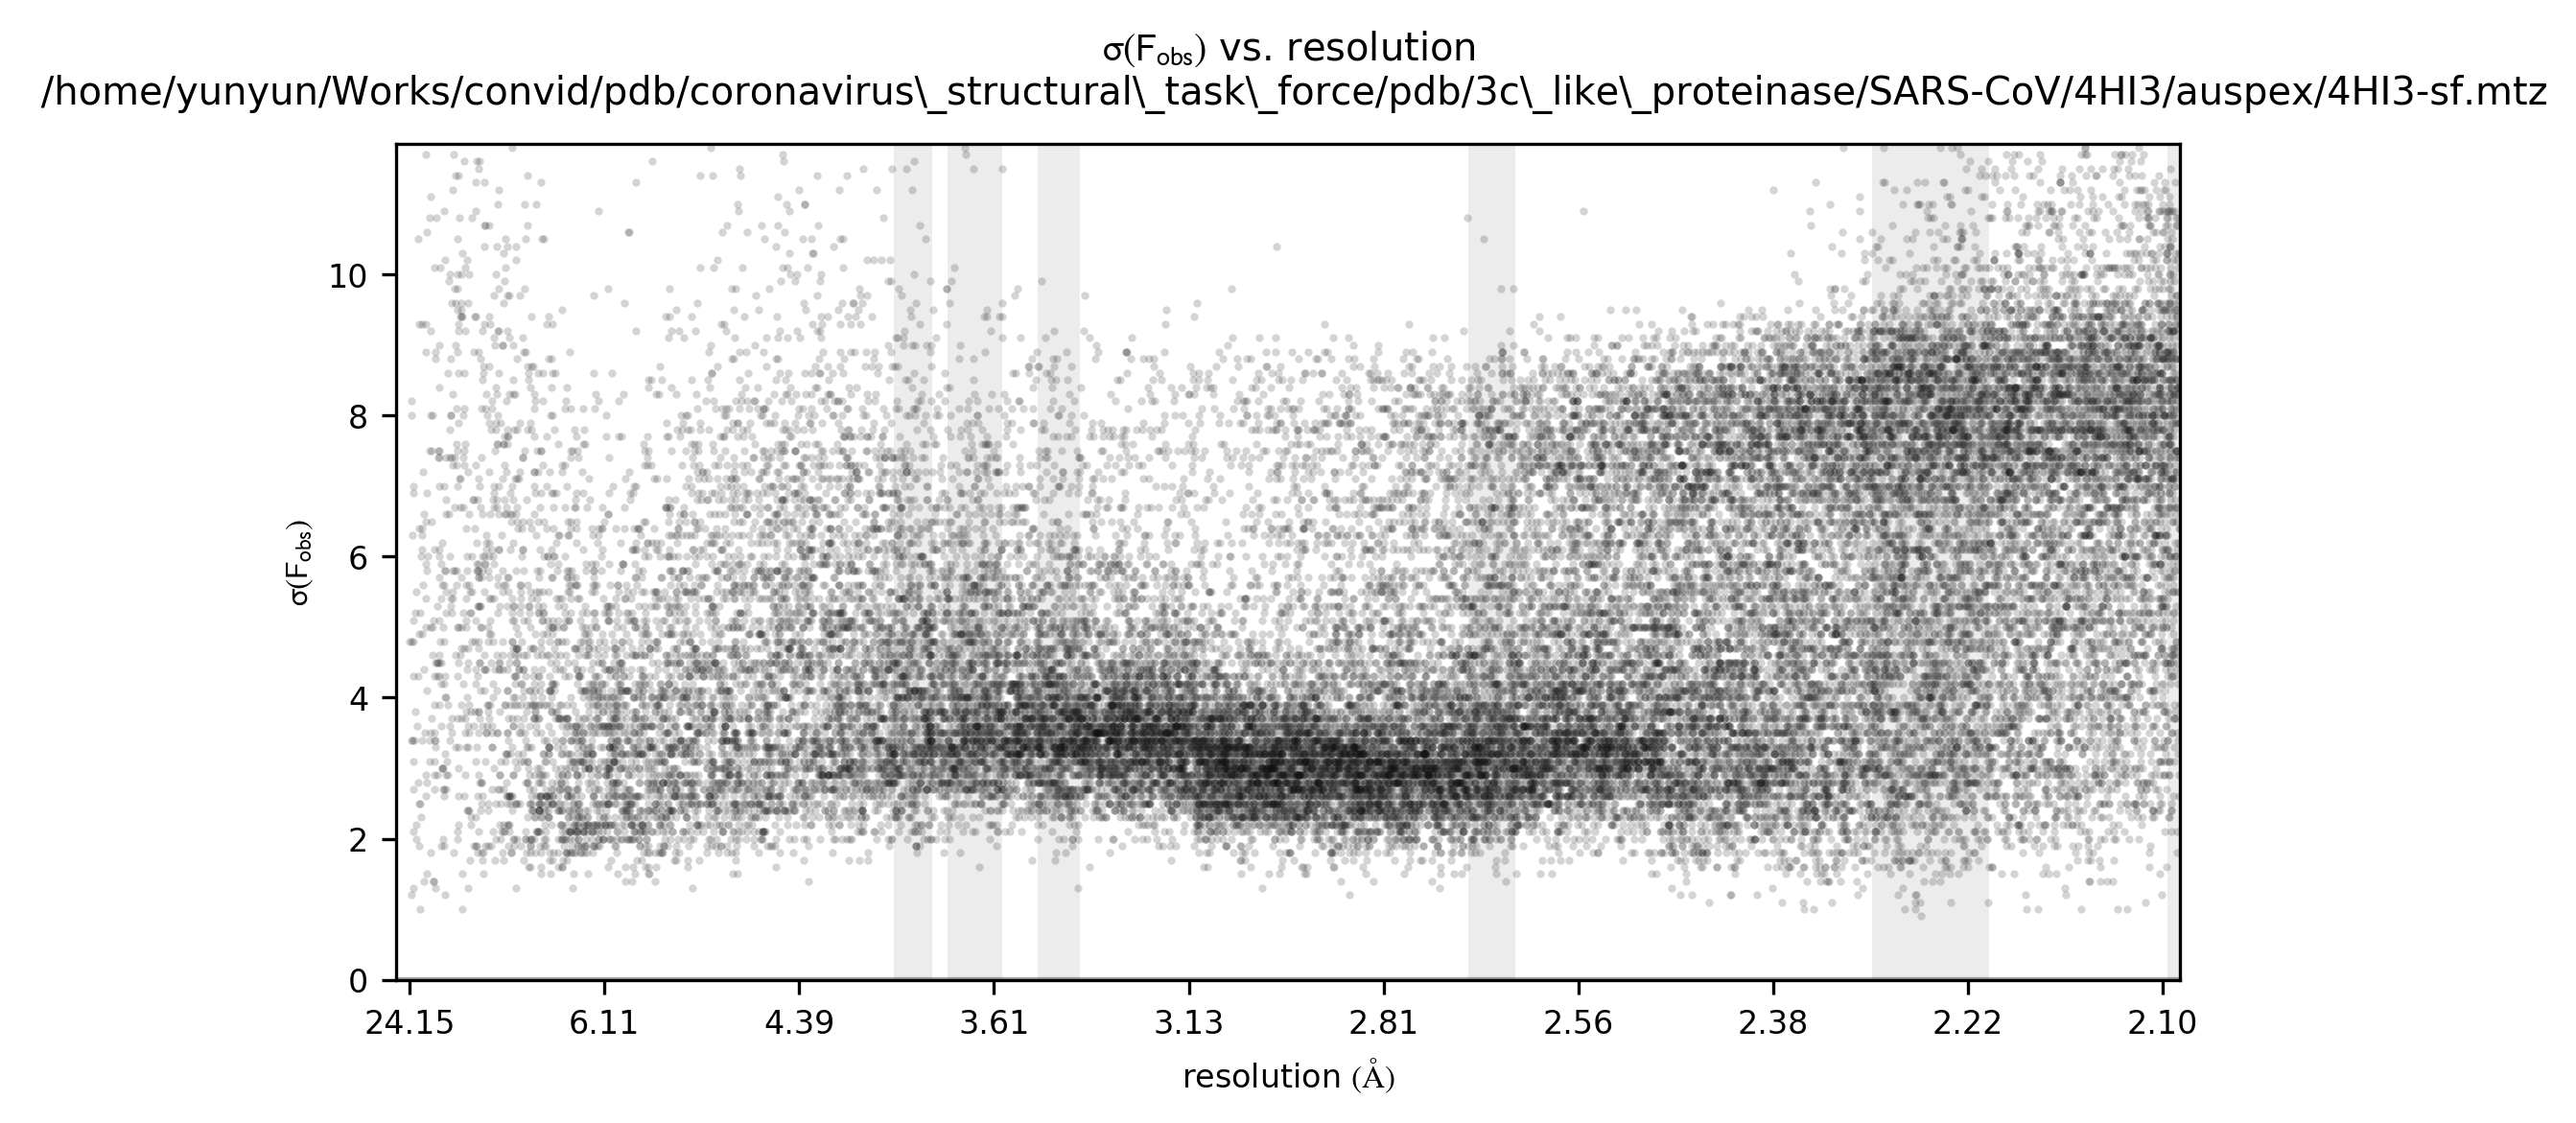 σ(Fobs) vs. resolution
/home/yunyun/Works/convid/pdb/coronavirus\_structural\_task\_force/pdb/3c\_like\_proteinase/SARS-CoV/4HI3/auspex/4HI3-sf.mtz
10
8
6
4
2
0
σ(Fobs)
24.15 6.11 4.39 3.61 3.13 2.81 2.56 2.38 2.22 2.10
resolution (Å)